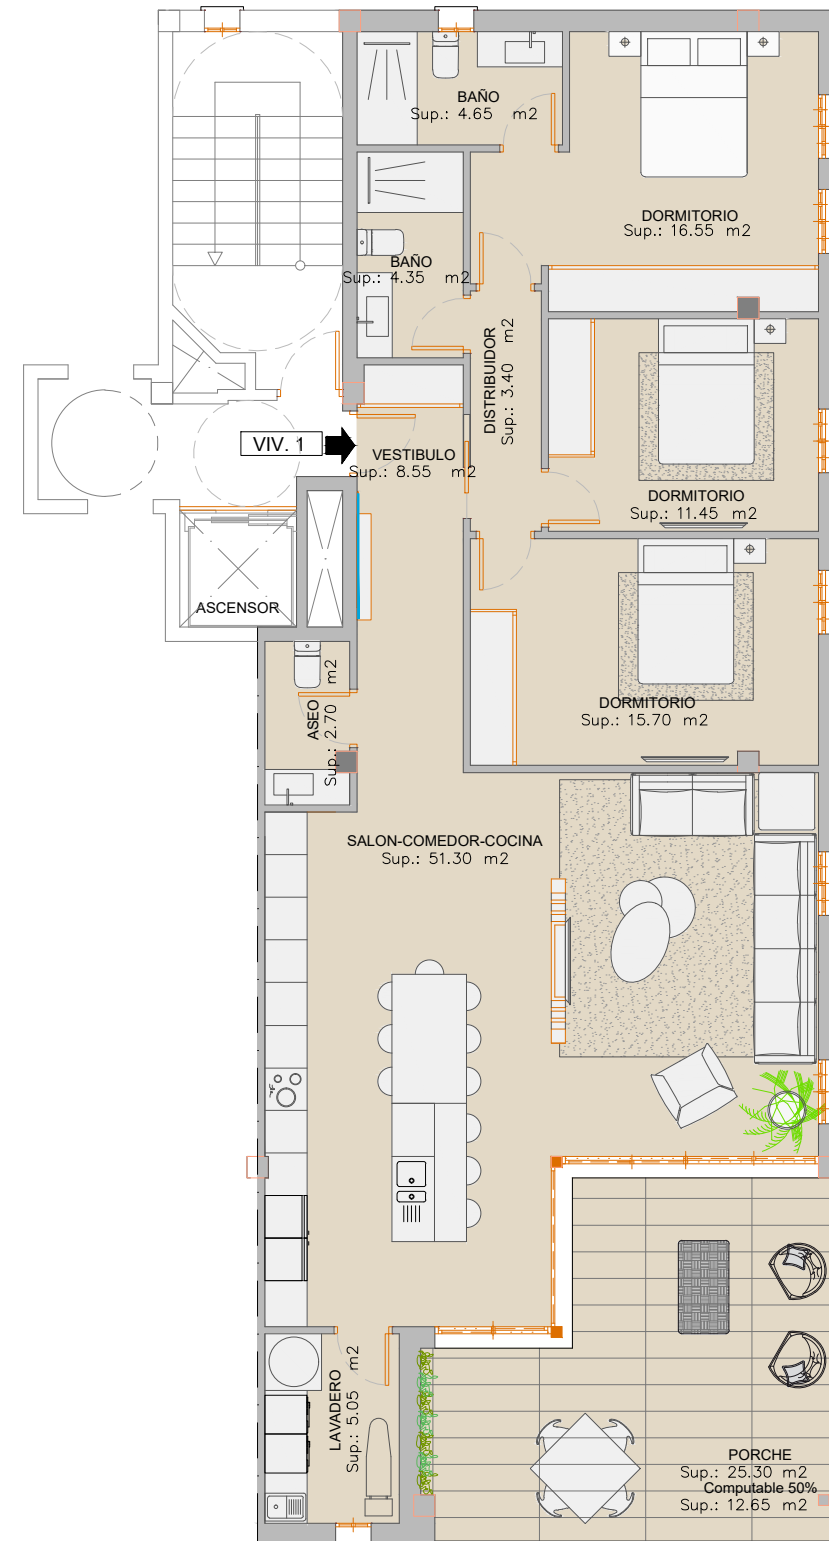 BAÑO
Sup.: 4.65 m2
DORMITORIO
Sup.: 16.55 m2
BAÑO
Sup.: 4.35 m2
DISTRIBUIDOR
Sup.: 3.40 m2
VIV. 1
VESTIBULO
Sup.: 8.55 m2
DORMITORIO
Sup.: 11.45 m2
ASCENSOR
ASEO
Sup.: 2.70 m2
DORMITORIO
Sup.: 15.70 m2
SALON-COMEDOR-COCINA
Sup.: 51.30 m2
LAVADERO
Sup.: 5.05 m2
PORCHE
Sup.: 25.30 m2
Computable 50%
Sup.: 12.65 m2